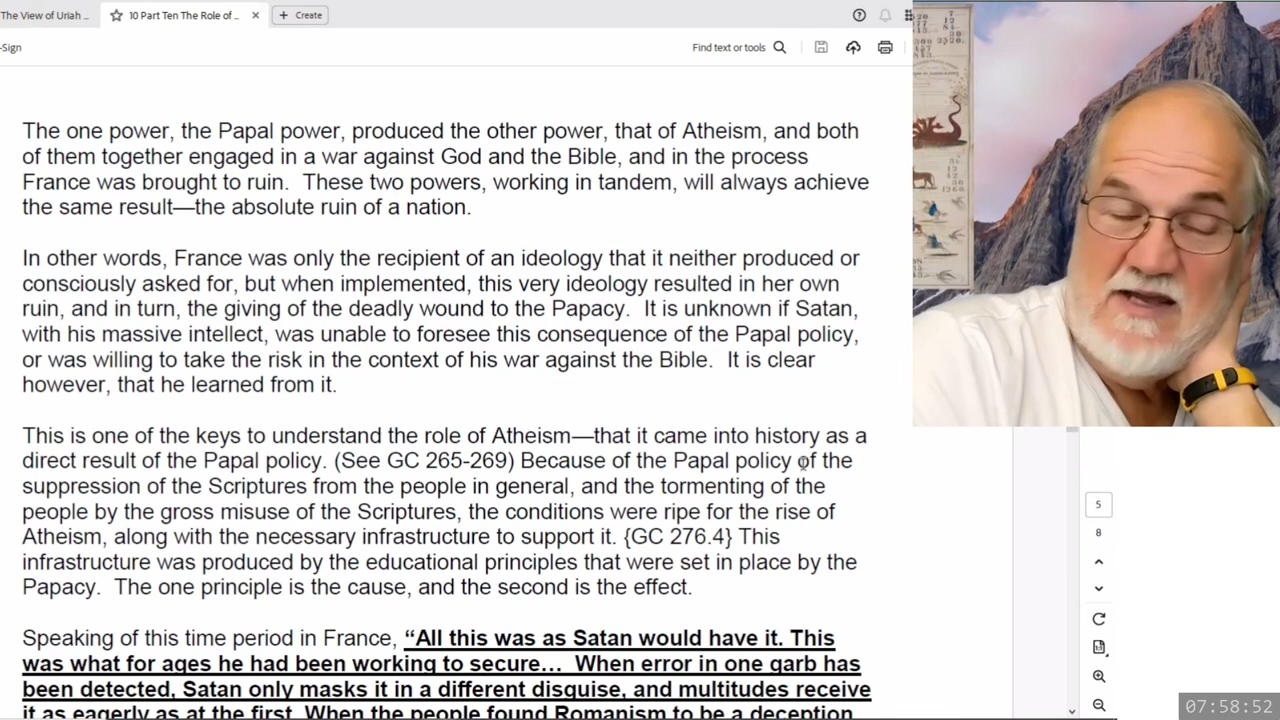 The View of Uriah ...
10 Part Ten The Role of ...
Create
-Sign
Find text or tools
The one power, the Papal power, produced the other power, that of Atheism, and both
of them together engaged in a war against God and the Bible, and in the process
France was brought to ruin.  These two powers, working in tandem, will always achieve
the same result—the absolute ruin of a nation.
In other words, France was only the recipient of an ideology that it neither produced or
consciously asked for, but when implemented, this very ideology resulted in her own
ruin, and in turn, the giving of the deadly wound to the Papacy.  It is unknown if Satan,
with his massive intellect, was unable to foresee this consequence of the Papal policy,
or was willing to take the risk in the context of his war against the Bible.  It is clear
however, that he learned from it.
This is one of the keys to understand the role of Atheism—that it came into history as a
direct result of the Papal policy. (See GC 265-269) Because of the Papal policy of the
suppression of the Scriptures from the people in general, and the tormenting of the
people by the gross misuse of the Scriptures, the conditions were ripe for the rise of
Atheism, along with the necessary infrastructure to support it. {GC 276.4} This
infrastructure was produced by the educational principles that were set in place by the
Papacy.  The one principle is the cause, and the second is the effect.
Speaking of this time period in France, “All this was as Satan would have it. This
was what for ages he had been working to secure…  When error in one garb has
been detected, Satan only masks it in a different disguise, and multitudes receive
it as eagerly as at the first. When the people found Romanism to be a deception
5
8
07:58:52